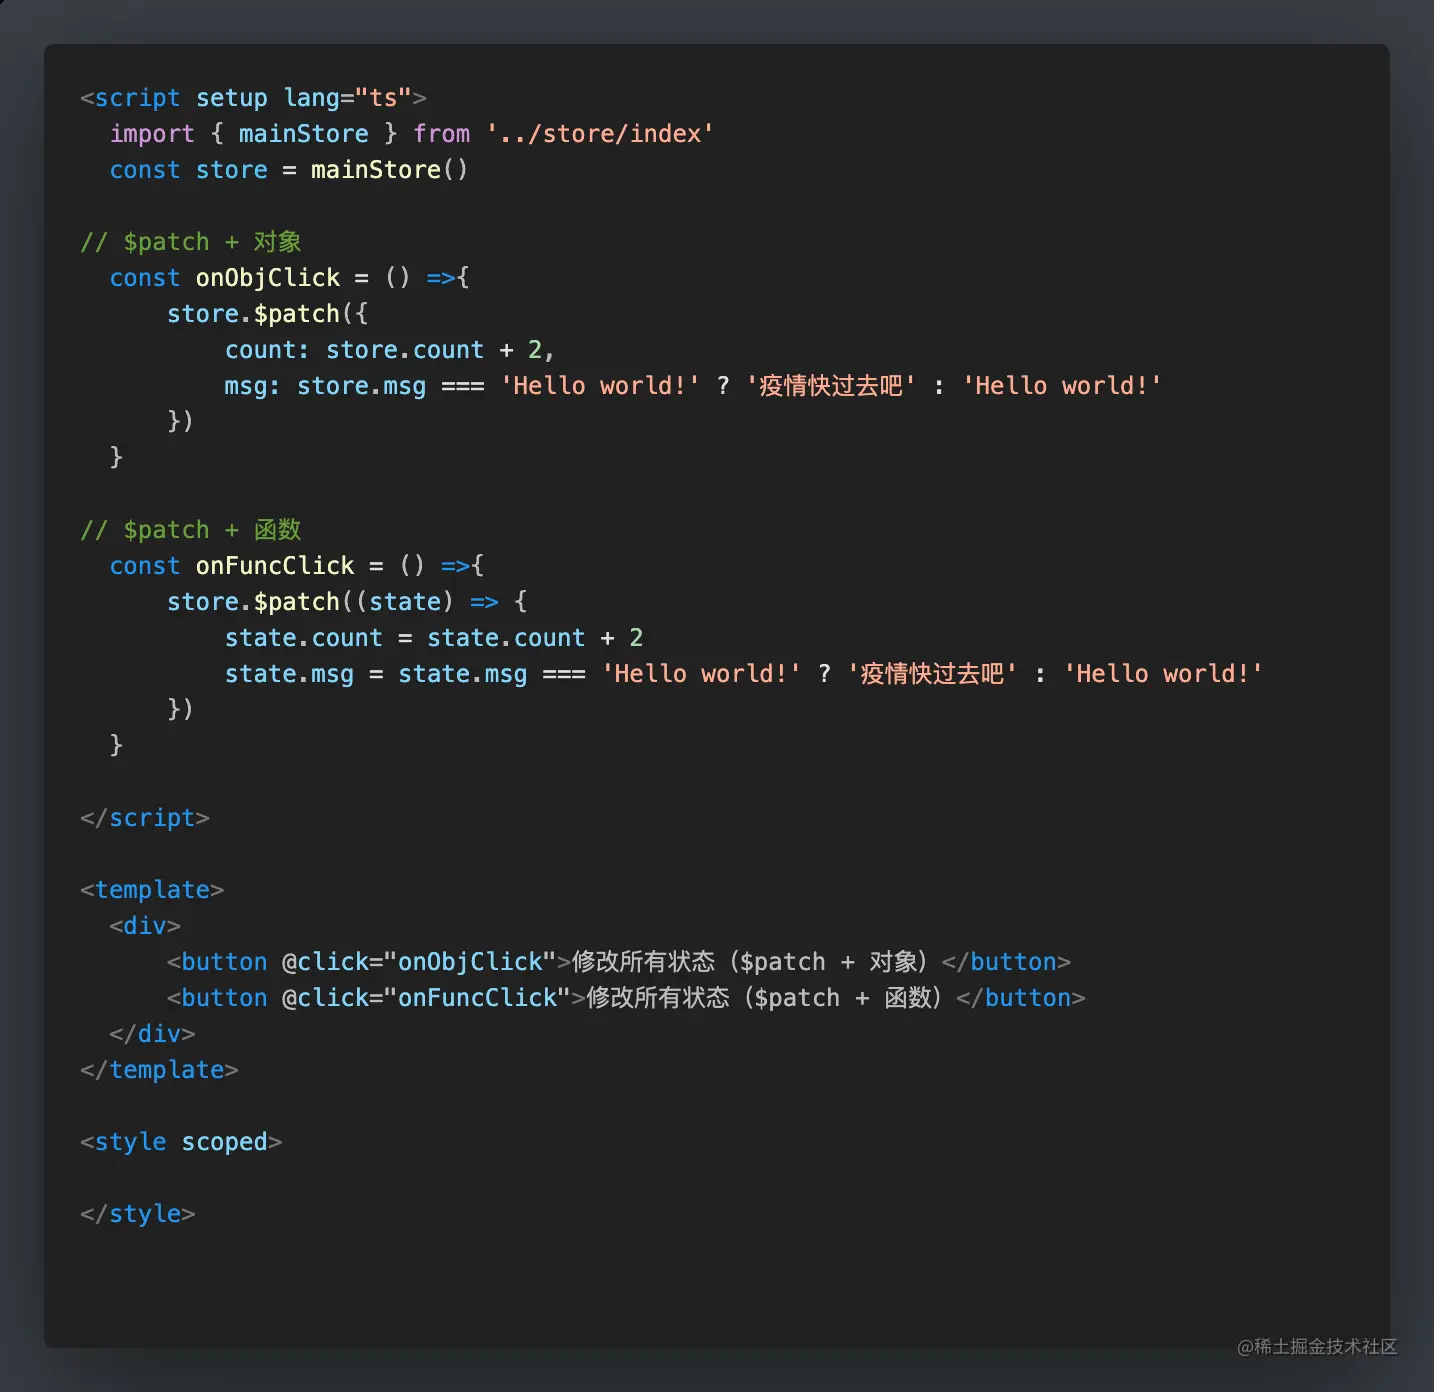 <script setup lang="ts">
  import { mainStore } from '../store/index'
  const store = mainStore()

// $patch + 对象
  const onObjClick = () =>{
      store.$patch({
          count: store.count + 2,
          msg: store.msg === 'Hello world!' ? '疫情快过去吧' : 'Hello world!'
      })
  }

// $patch + 函数
  const onFuncClick = () =>{
      store.$patch((state) => {
          state.count = state.count + 2
          state.msg = state.msg === 'Hello world!' ? '疫情快过去吧' : 'Hello world!'
      })
  }

</script>

<template>
  <div>
      <button @click="onObjClick">修改所有状态（$patch + 对象）</button>
      <button @click="onFuncClick">修改所有状态（$patch + 函数）</button>
  </div>
</template>

<style scoped>

</style>
@稀土掘金技术社区